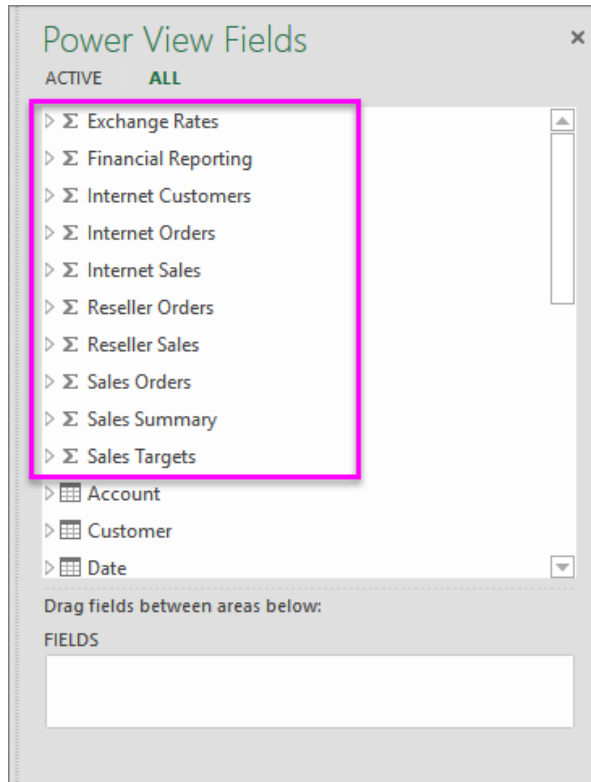 Power View Fields
ACTIVE ALL
Σ Exchange Rates
Σ Financial Reporting
Σ Internet Customers
Σ Internet Orders
Σ Internet Sales
Σ Reseller Orders
Σ Reseller Sales
Σ Sales Orders
Σ Sales Summary
Σ Sales Targets
Account
Customer
Date
Drag fields between areas below:
FIELDS